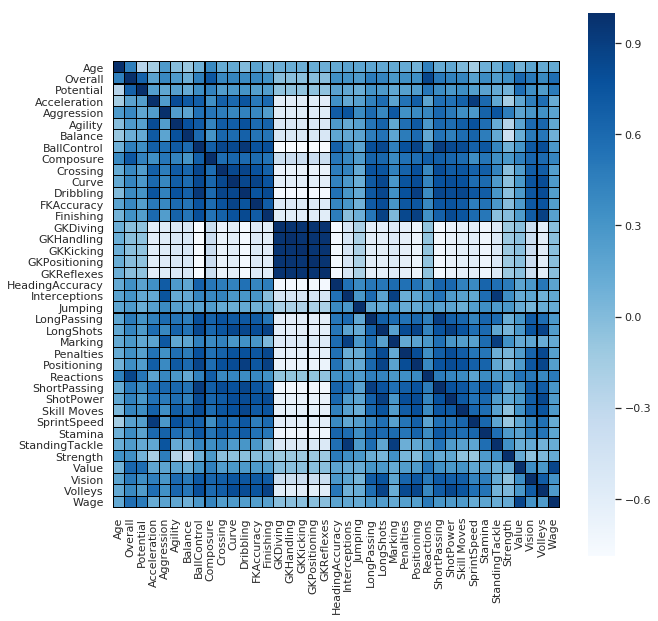 Age
Overall
Potential
Acceleration
Aggression
Agility
Balance
BallControl
Composure
Crossing
Curve
Dribbling
FKAccuracy
Finishing
GKDiving
GKHandling
GKKicking
GKPositioning
GKReflexes
HeadingAccuracy
Interceptions
Jumping
LongPassing
LongShots
Marking
Penalties
Positioning
Reactions
ShortPassing
ShotPower
Skill Moves
SprintSpeed
Stamina
StandingTackle
Strength
Value
Vision
Volleys
Wage
Age
Overall
Potential
Acceleration
Aggression
Agility
Balance
BallControl
Composure
Crossing
Curve
Dribbling
FKAccuracy
Finishing
GKDiving
GKHandling
GKKicking
GKPositioning
GKReflexes
HeadingAccuracy
Interceptions
Jumping
LongPassing
LongShots
Marking
Penalties
Positioning
Reactions
ShortPassing
ShotPower
Skill Moves
SprintSpeed
Stamina
StandingTackle
Strength
Value
Vision
Volleys
Wage
0.9
0.6
0.3
0.0
−0.3
−0.6